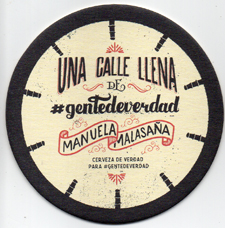 UNA CALLE LLENA
DE
#gentedeverdad
MANUELA
MALASAÑA
CERVEZA DE VERDAD
PARA #GENTEDEVERDAD